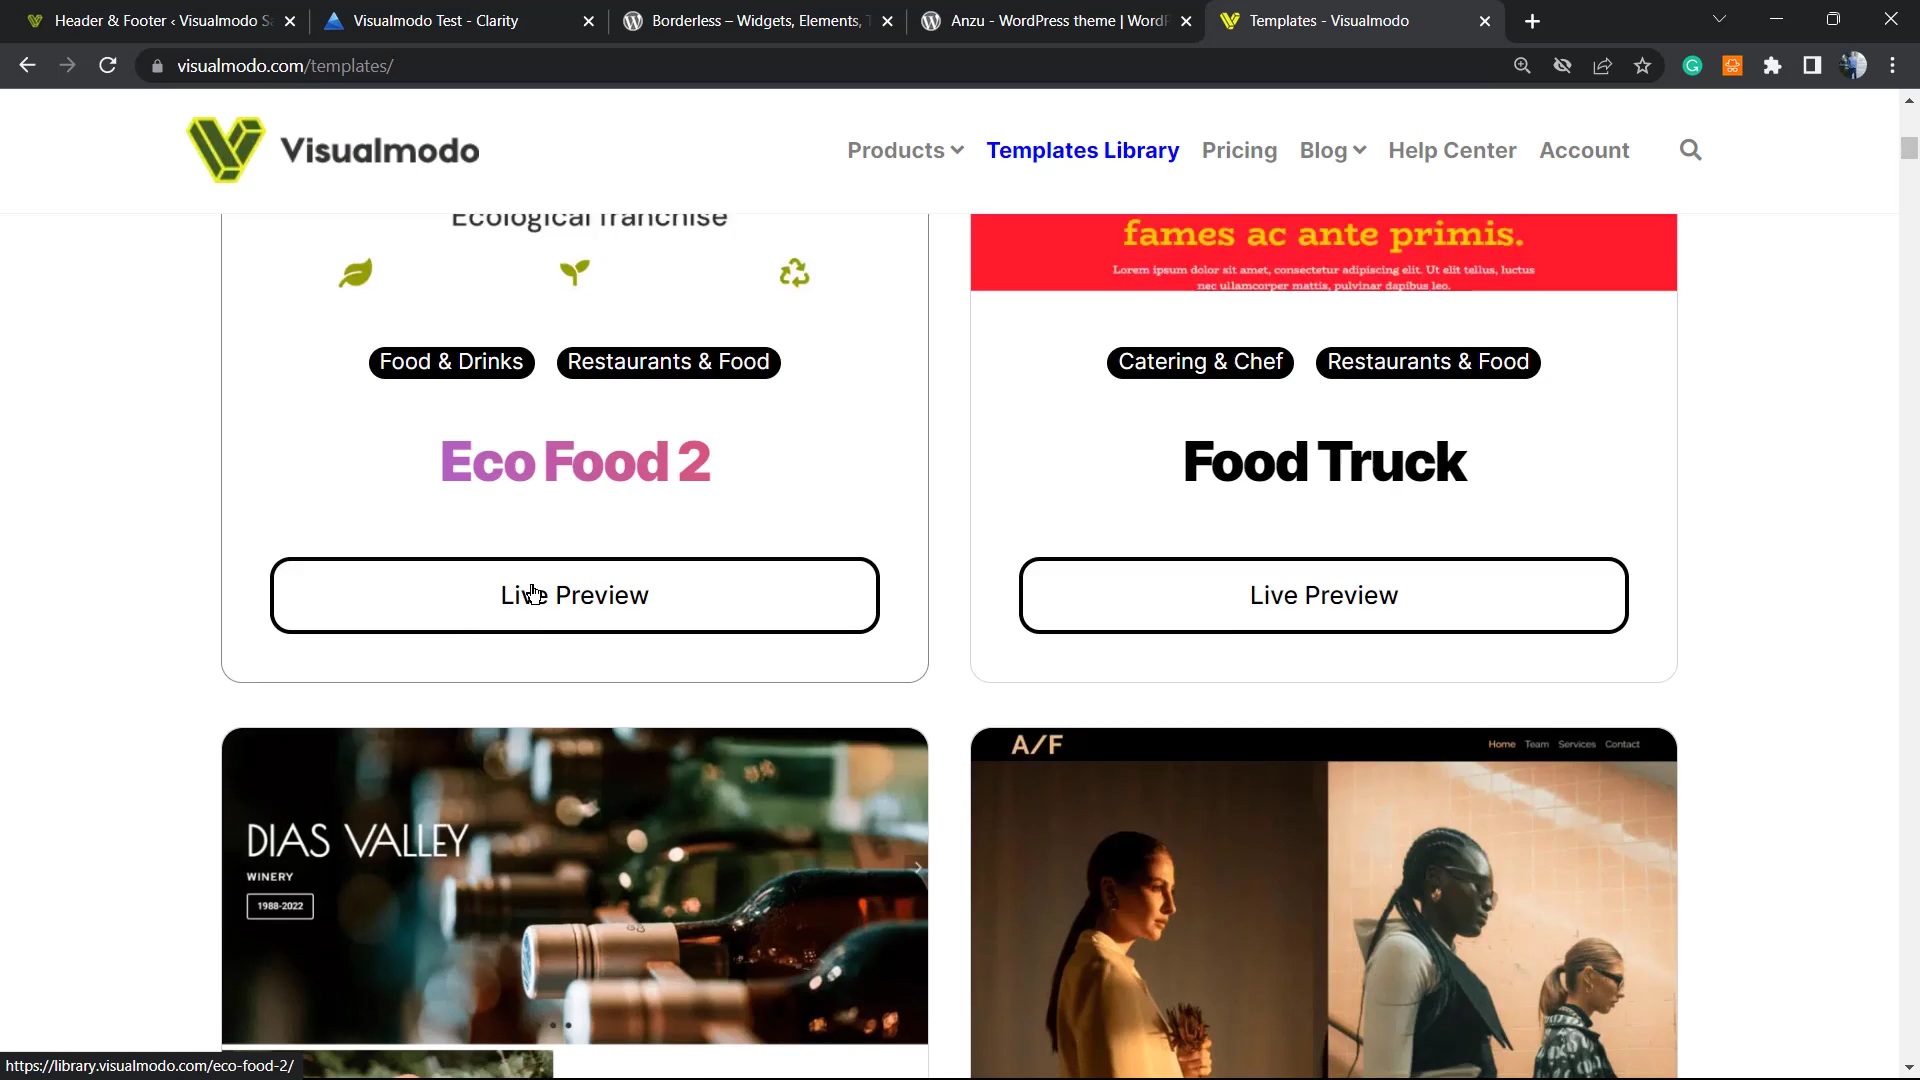 Header & Footer ‹ Visualmodo Sa
Visualmodo Test - Clarity
Borderless – Widgets, Elements, T
Anzu - WordPress theme | WordP
Templates - Visualmodo
visualmodo.com/templates/
Visualmodo
Products
Templates Library
Pricing
Blog
Help Center
Account
Ecological franchise
fames ac ante primis.
Lorem ipsum dolor sit amet, consectetur adipiscing elit. Ut elit tellus, luctus
nec ullamcorper mattis, pulvinar dapibus leo.
Food & Drinks
Restaurants & Food
Catering & Chef
Restaurants & Food
Eco Food 2
Food Truck
Live Preview
Live Preview
DIAS VALLEY
WINERY
1988-2022
A/F
Home Team Services Contact
https://library.visualmodo.com/eco-food-2/